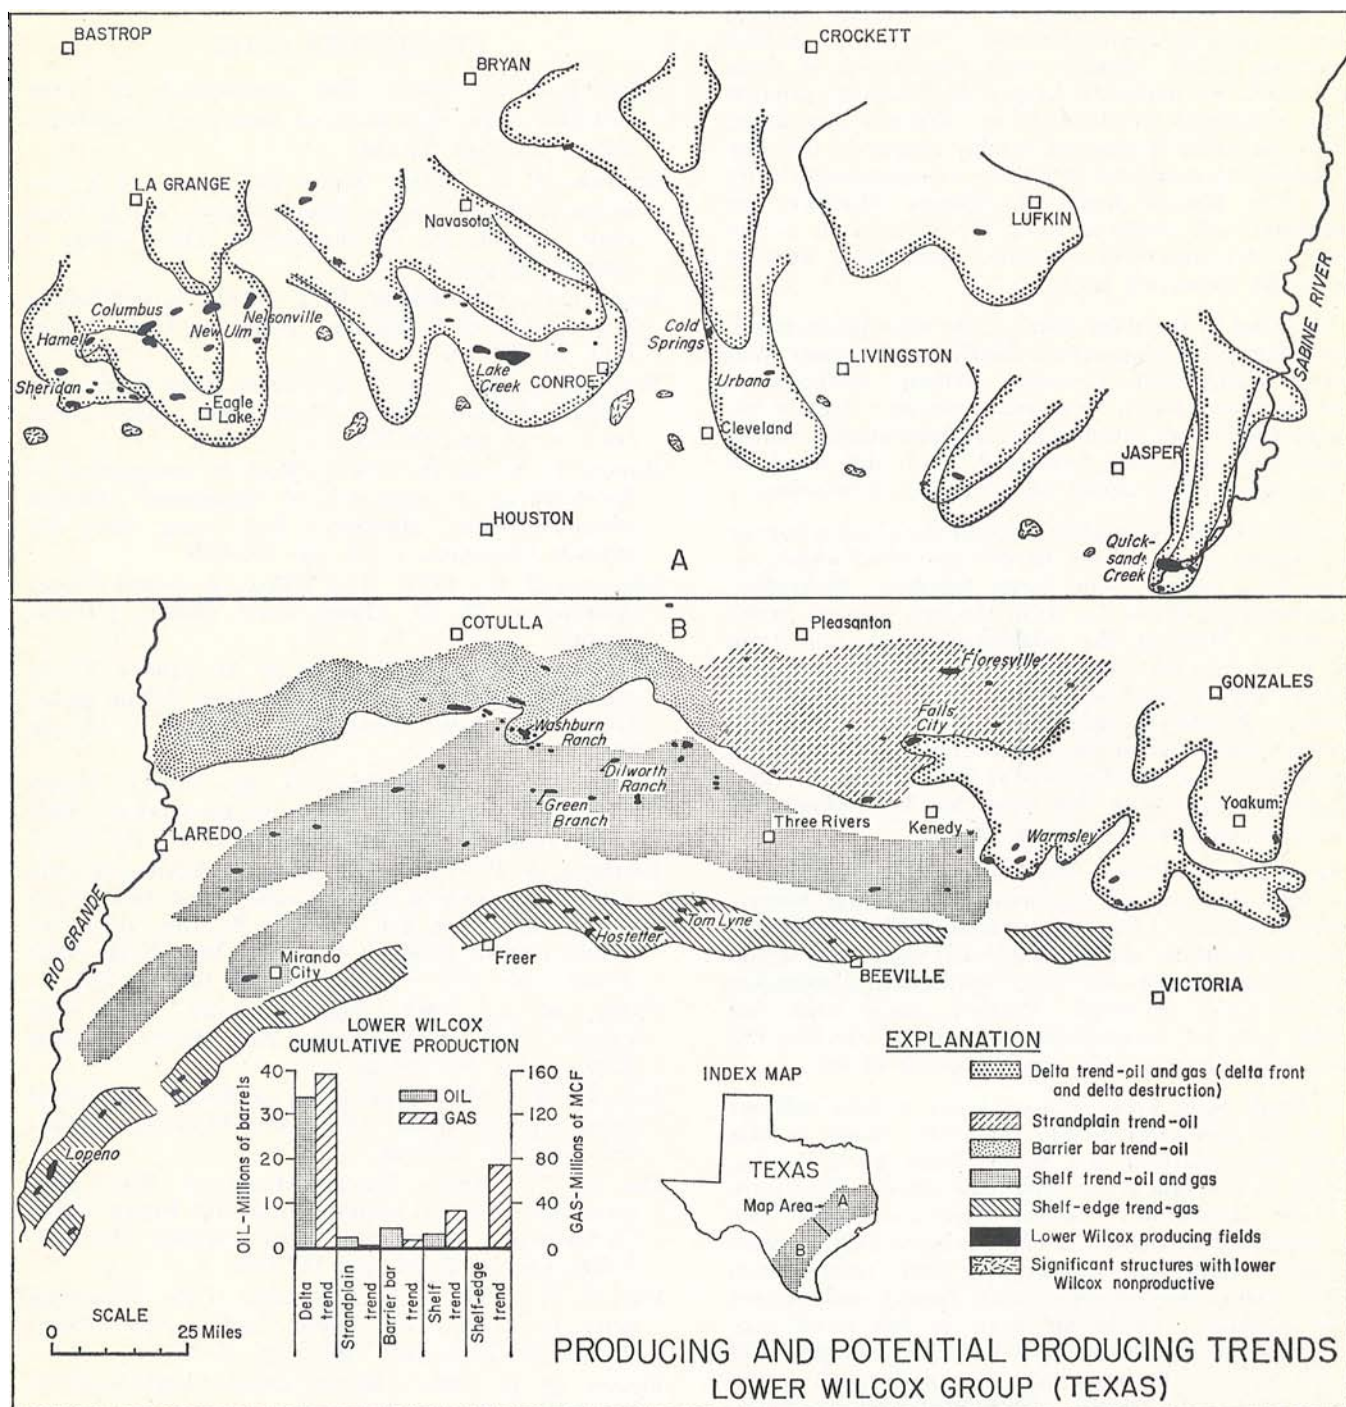 BASTROP
CROCKETT
BRYAN
LA GRANGE
Navasota
LUFKIN
SABINE RIVER
Columbus
Nelsonville
New Ulm
Hamel
Cold
Springs
LIVINGSTON
Lake
Creek
CONROE
Urbana
Sheridan
Eagle
Lake
Cleveland
JASPER
HOUSTON
A
Quick-
sand
Creek
COTULLA
B
Pleasanton
Floresville
GONZALES
Falls
City
Washburn
Ranch
Dilworth
Ranch
Green
Branch
Yoakum
LAREDO
Three Rivers
Kenedy
Warmsley
RIO GRANDE
Tom Lyne
Hostetter
Freer
Mirando
City
BEEVILLE
VICTORIA
LOWER WILCOX
CUMULATIVE PRODUCTION
OIL-Millions of barrels
40
30
20
10
0
OIL
GAS
160
120
80
40
0
GAS-Millions of MCF
Delta
trend
Strandplain
trend
Barrier bar
trend
Shelf
trend
Shelf-edge
trend
Lopeno
INDEX MAP
TEXAS
Map Area
A
B
EXPLANATION
Delta trend-oil and gas (delta front
and delta destruction)
Strandplain trend-oil
Barrier bar trend-oil
Shelf trend-oil and gas
Shelf-edge trend-gas
Lower Wilcox producing fields
Significant structures with lower
Wilcox nonproductive
SCALE
0 25 Miles
PRODUCING AND POTENTIAL PRODUCING TRENDS
LOWER WILCOX GROUP (TEXAS)